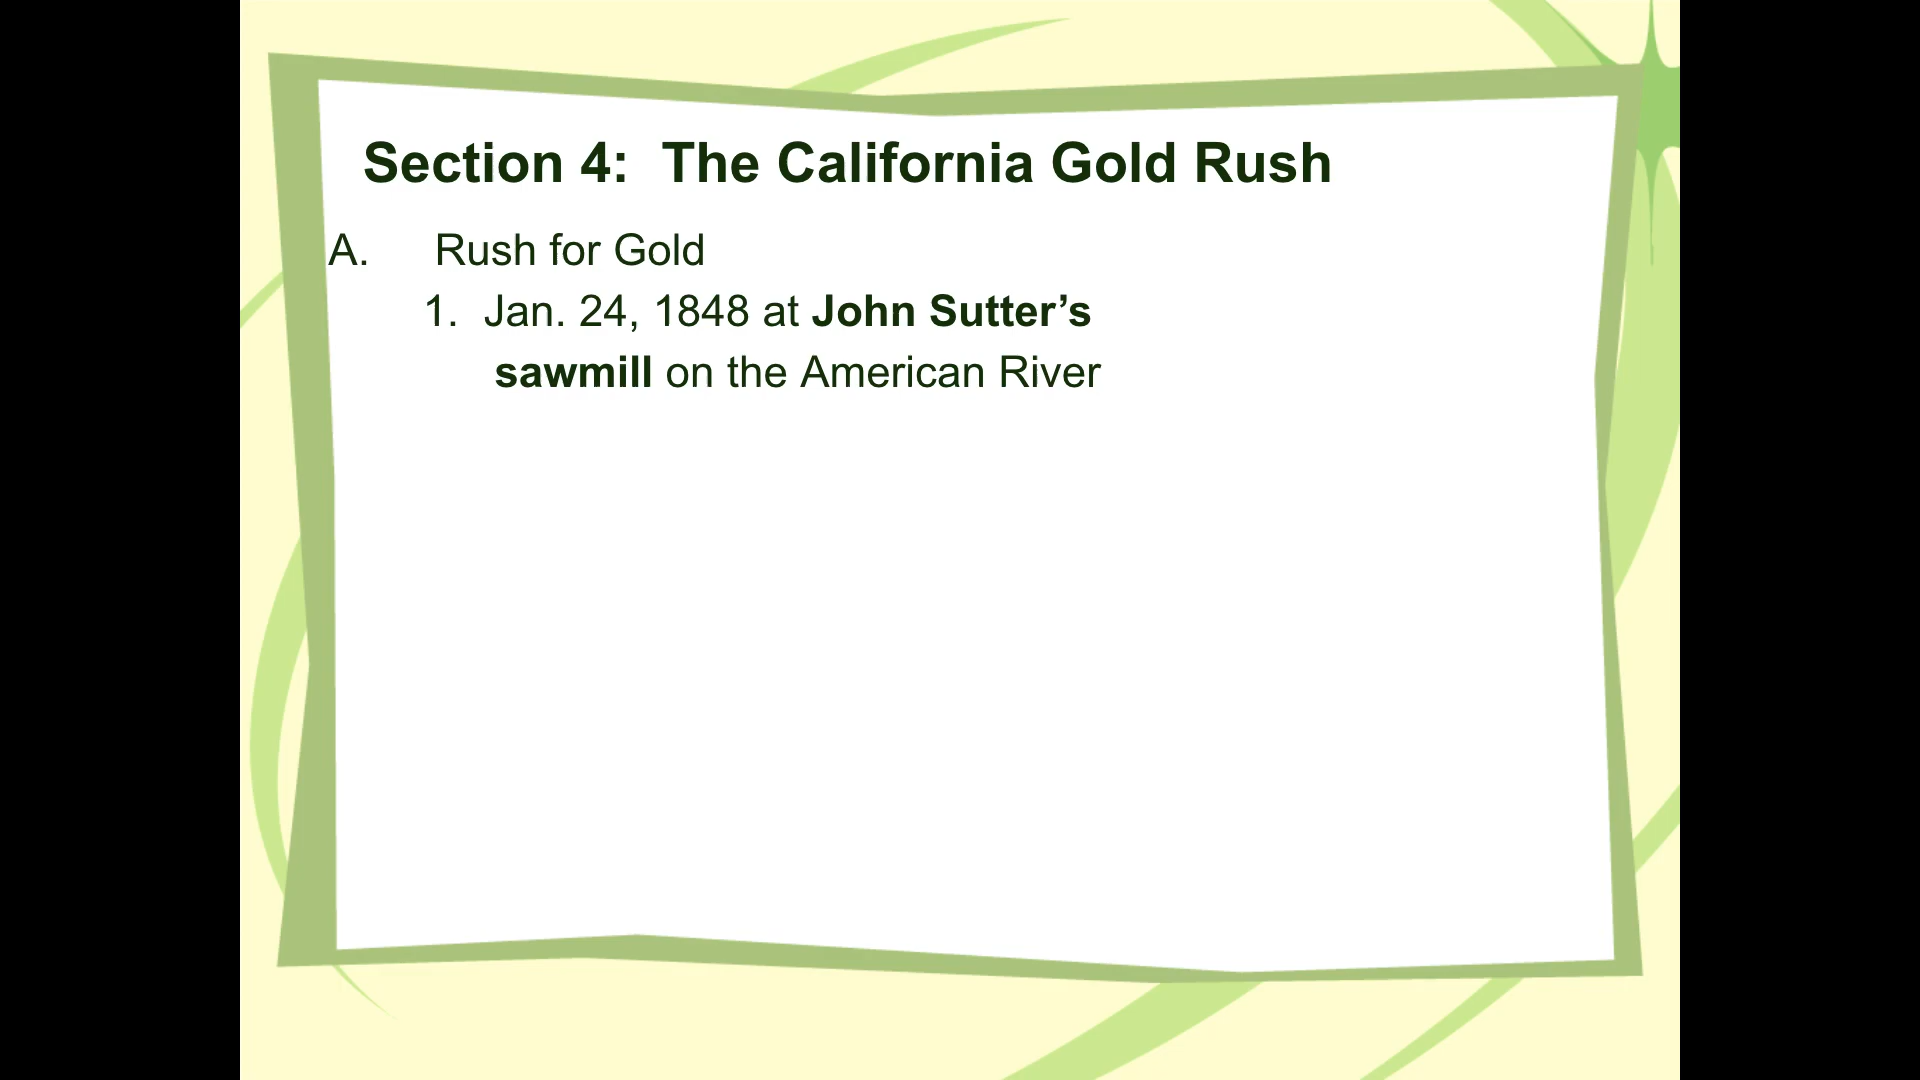 Section 4:  The California Gold Rush
A.	Rush for Gold
1.  Jan. 24, 1848 at John Sutter’s
sawmill on the American River